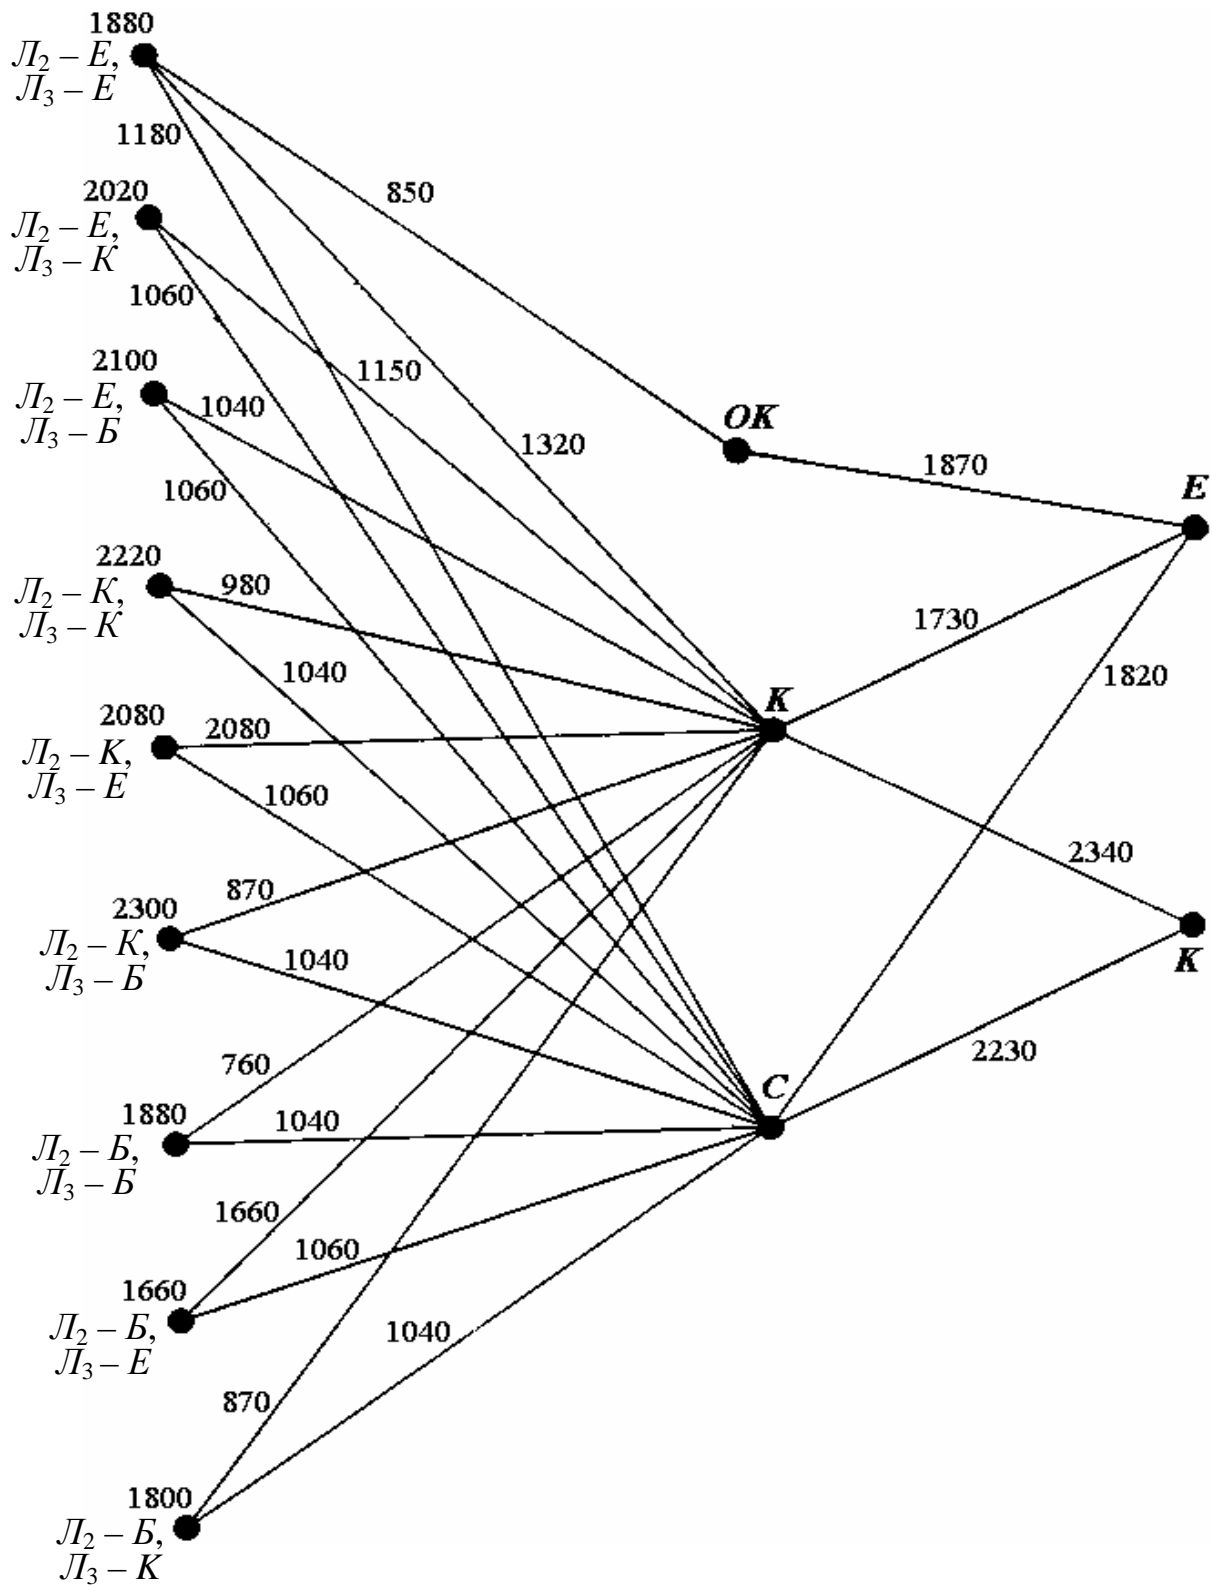 1880
Л₂ – Е,
Л₃ – Е
1180
850
2020
Л₂ – Е,
Л₃ – К
1060
1150
2100
Л₂ – Е,
Л₃ – Б
1040
1320
OK
1870
E
1060
2220
Л₂ – К,
Л₃ – К
980
1730
1040
1820
K
2080
Л₂ – К,
Л₃ – Е
2080
1060
2340
870
2300
Л₂ – К,
Л₃ – Б
1040
K
2230
760
C
1880
Л₂ – Б,
Л₃ – Б
1040
1660
1060
1660
Л₂ – Б,
Л₃ – Е
1040
870
1800
Л₂ – Б,
Л₃ – К